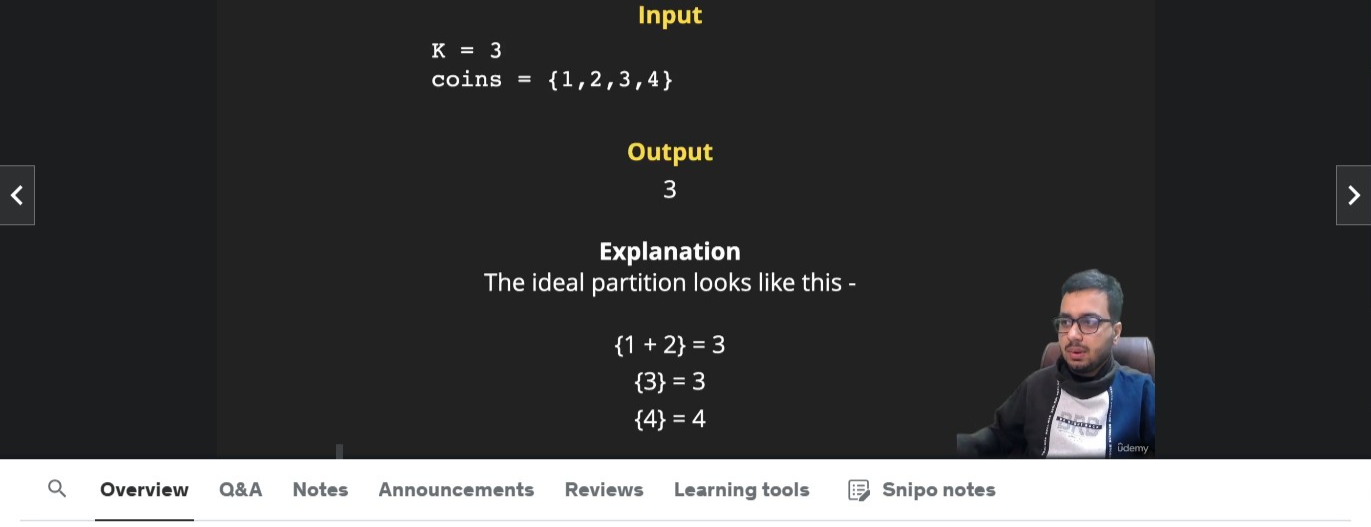 Input
K = 3
coins = {1,2,3,4}
Output
3
Explanation
The ideal partition looks like this -
{1 + 2} = 3
{3} = 3
{4} = 4
ûdemy
Overview Q&A Notes Announcements Reviews Learning tools Snipo notes